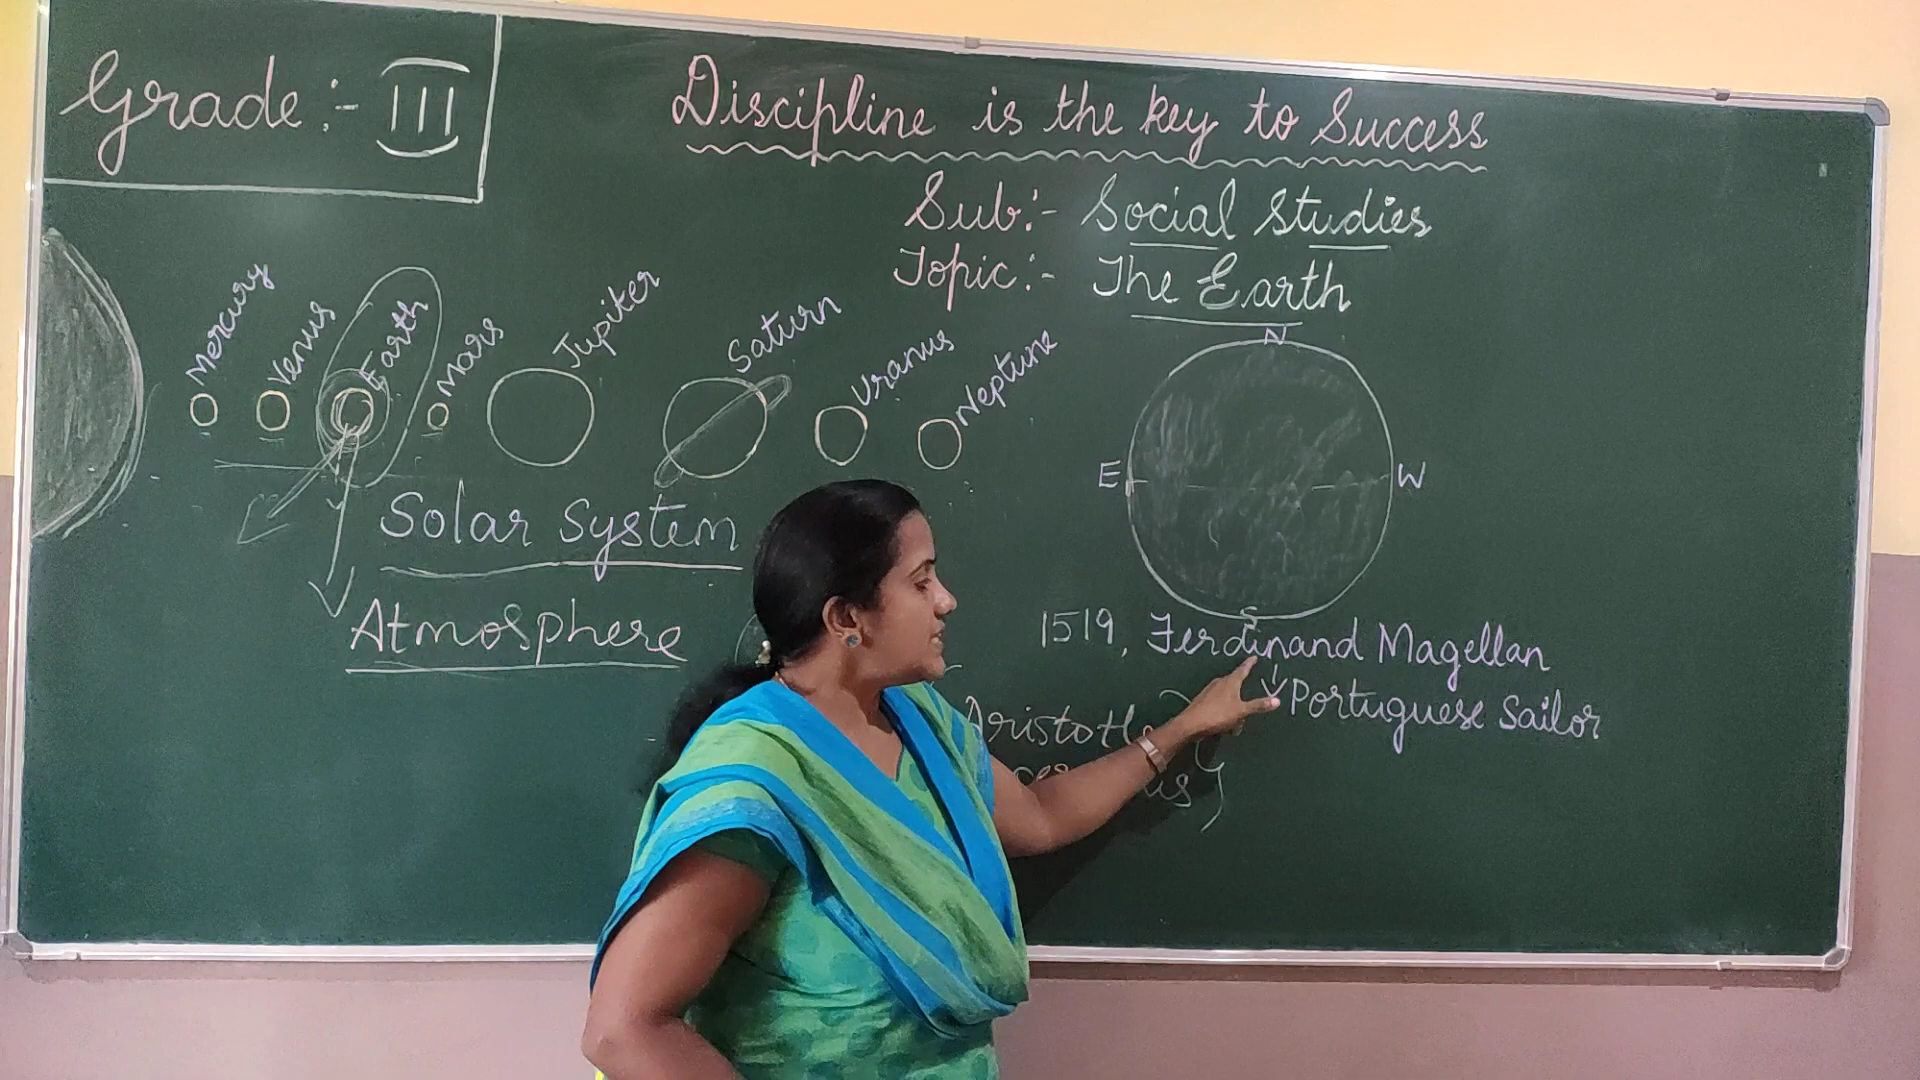 Grade:- III
Discipline is the key to Success
Sub:- Social Studies
Topic:- The Earth
Mercury
Venus
Earth
Mars
Jupiter
Saturn
Uranus
Neptune
N
E
W
S
Solar System
Atmosphere
1519, Ferdinand Magellan
Portuguese Sailor